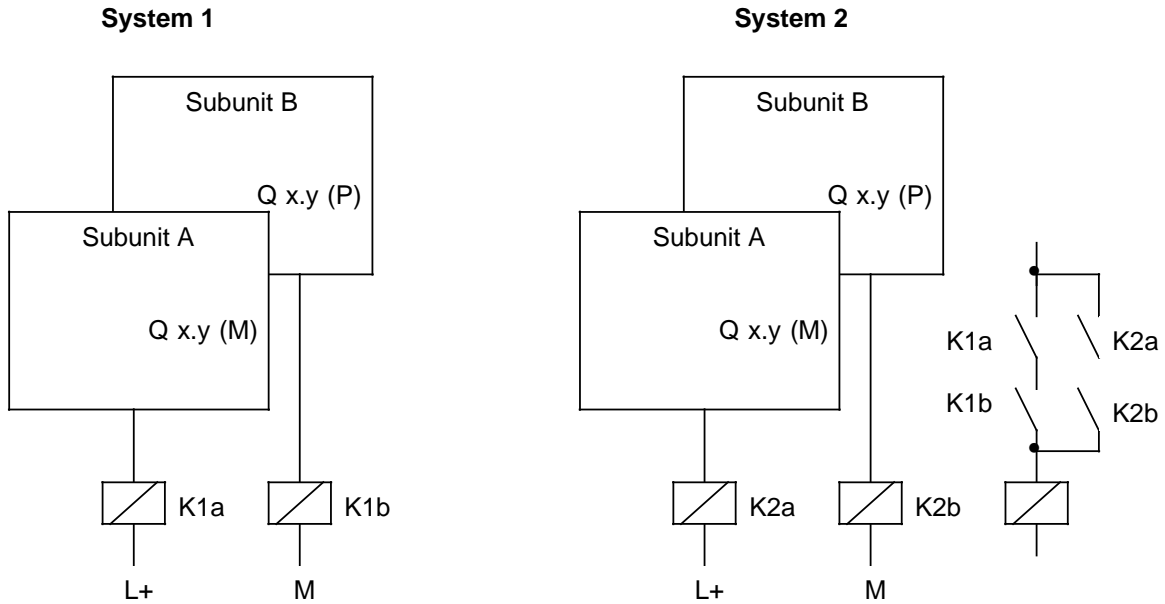 System 1
Subunit B
Q x.y (P)
Subunit A
Q x.y (M)
K1a
K1b
L+
M
System 2
Subunit B
Q x.y (P)
Subunit A
Q x.y (M)
K2a
K2b
L+
M
K1a
K2a
K1b
K2b